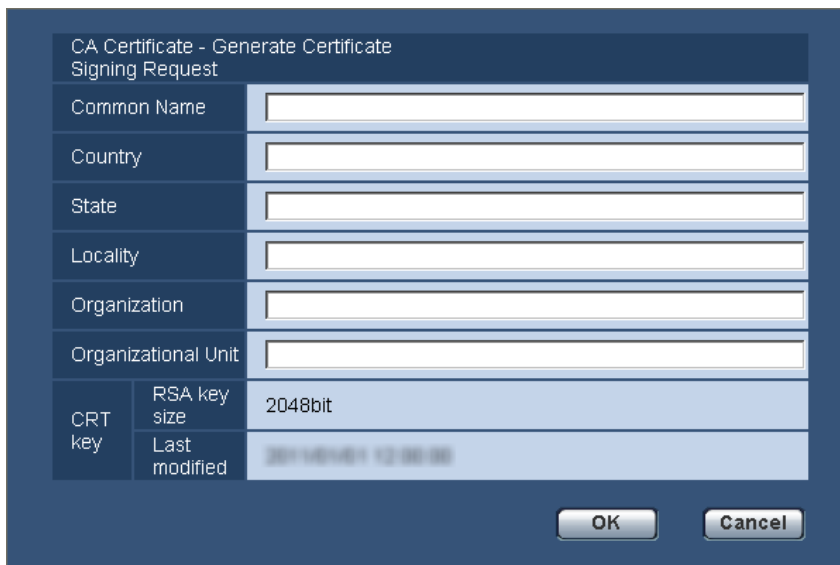 CA Certificate - Generate Certificate
Signing Request
Common Name
Country
State
Locality
Organization
Organizational Unit
CRT
key
RSA key
size
2048bit
Last
modified
OK
Cancel